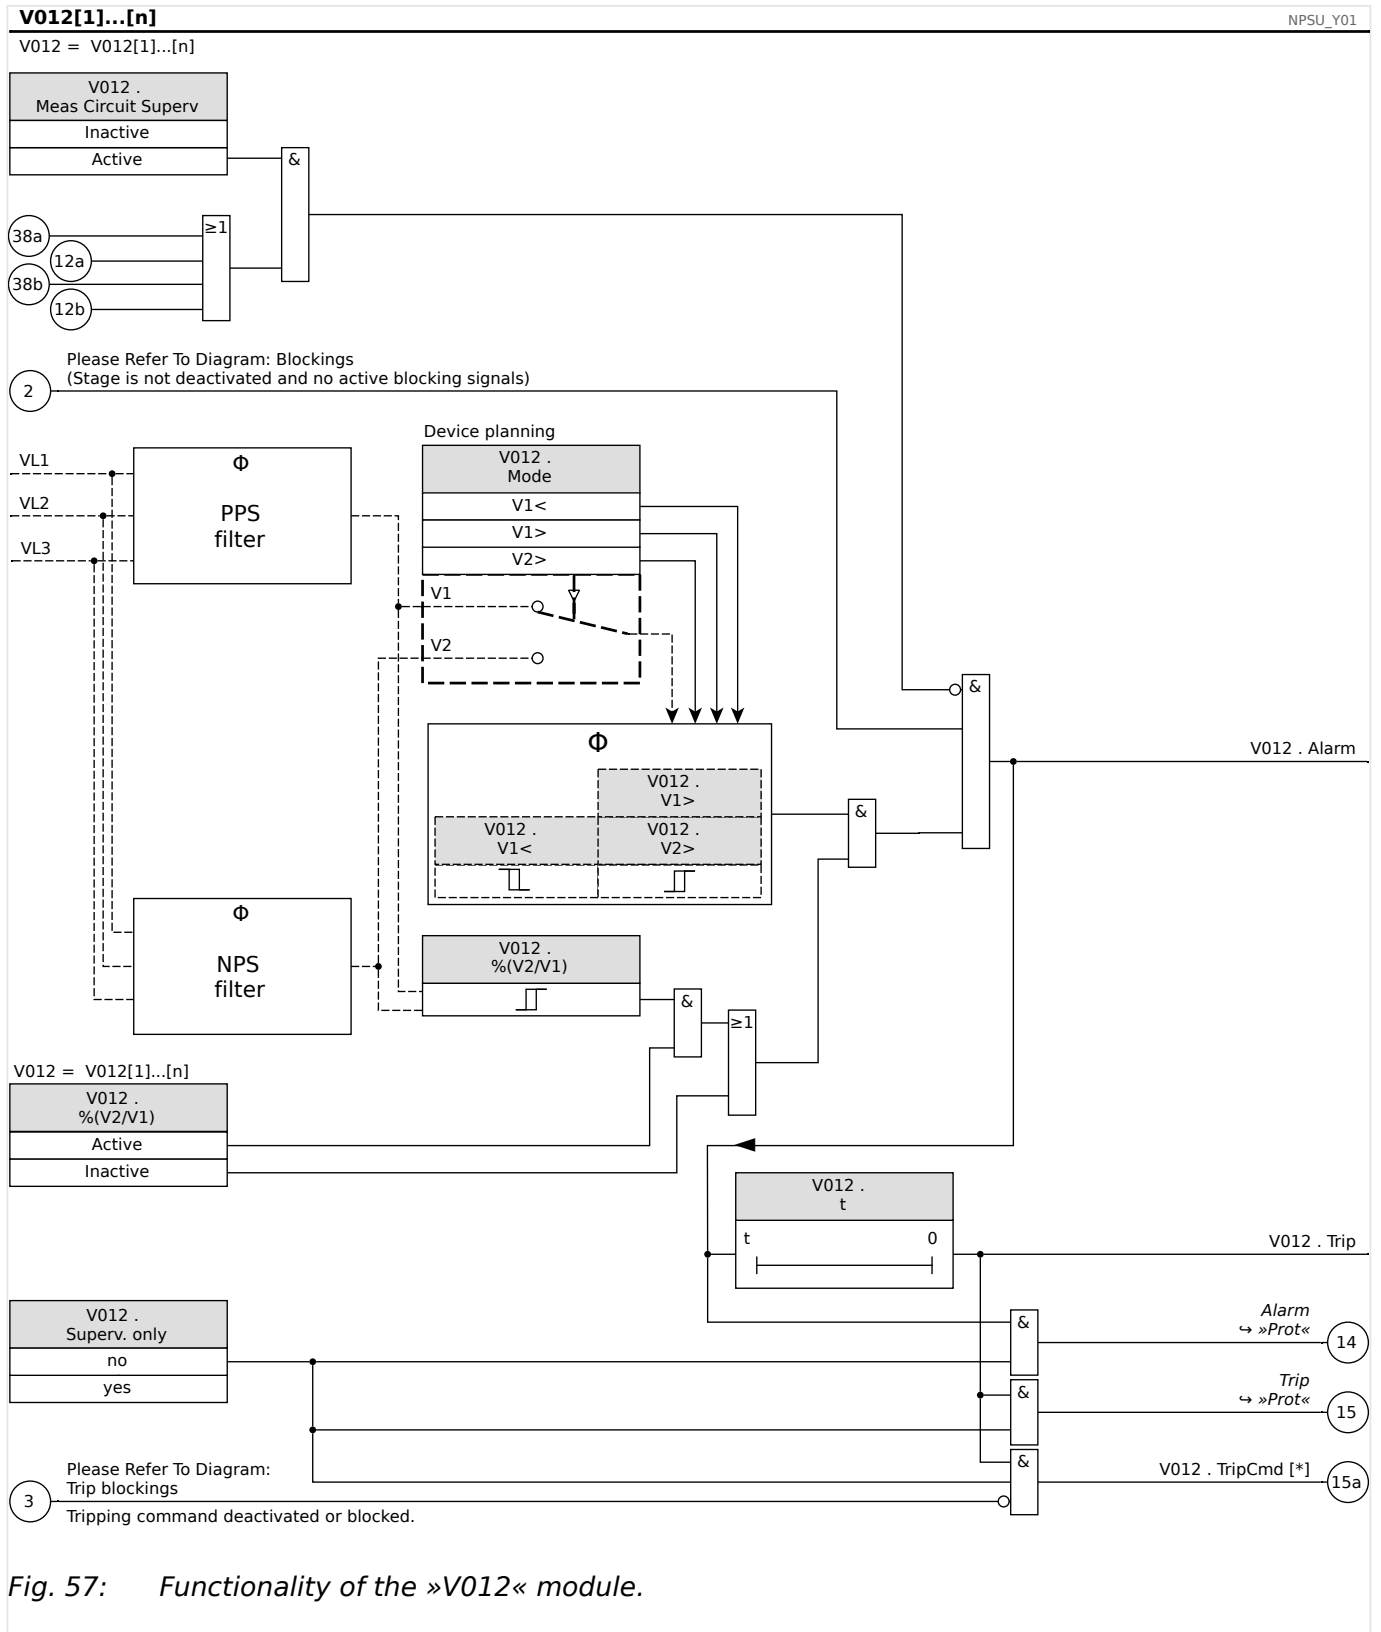 V012[1]...[n]
NPSU_Y01
V012 = V012[1]...[n]
V012 .
Meas Circuit Superv
Inactive
Active
&
38a
≥1
12a
38b
12b
Please Refer To Diagram: Blockings
(Stage is not deactivated and no active blocking signals)
2
Device planning
VL1
Φ
V012 .
Mode
VL2
PPS
filter
V1<
V1>
VL3
V2>
V1
V2
&
Φ
V012 . Alarm
V012 .
V1>
&
V012 .
V1<
V012 .
V2>
Φ
NPS
filter
V012 .
%(V2/V1)
&
≥1
V012 = V012[1]...[n]
V012 .
%(V2/V1)
Active
Inactive
V012 .
t
t
0
V012 . Trip
V012 .
Superv. only
no
yes
&
Alarm
↪ »Prot«
14
&
Trip
↪ »Prot«
15
&
V012 . TripCmd [*]
15a
Please Refer To Diagram:
Trip blockings
3
Tripping command deactivated or blocked.
Fig. 57: Functionality of the »V012« module.